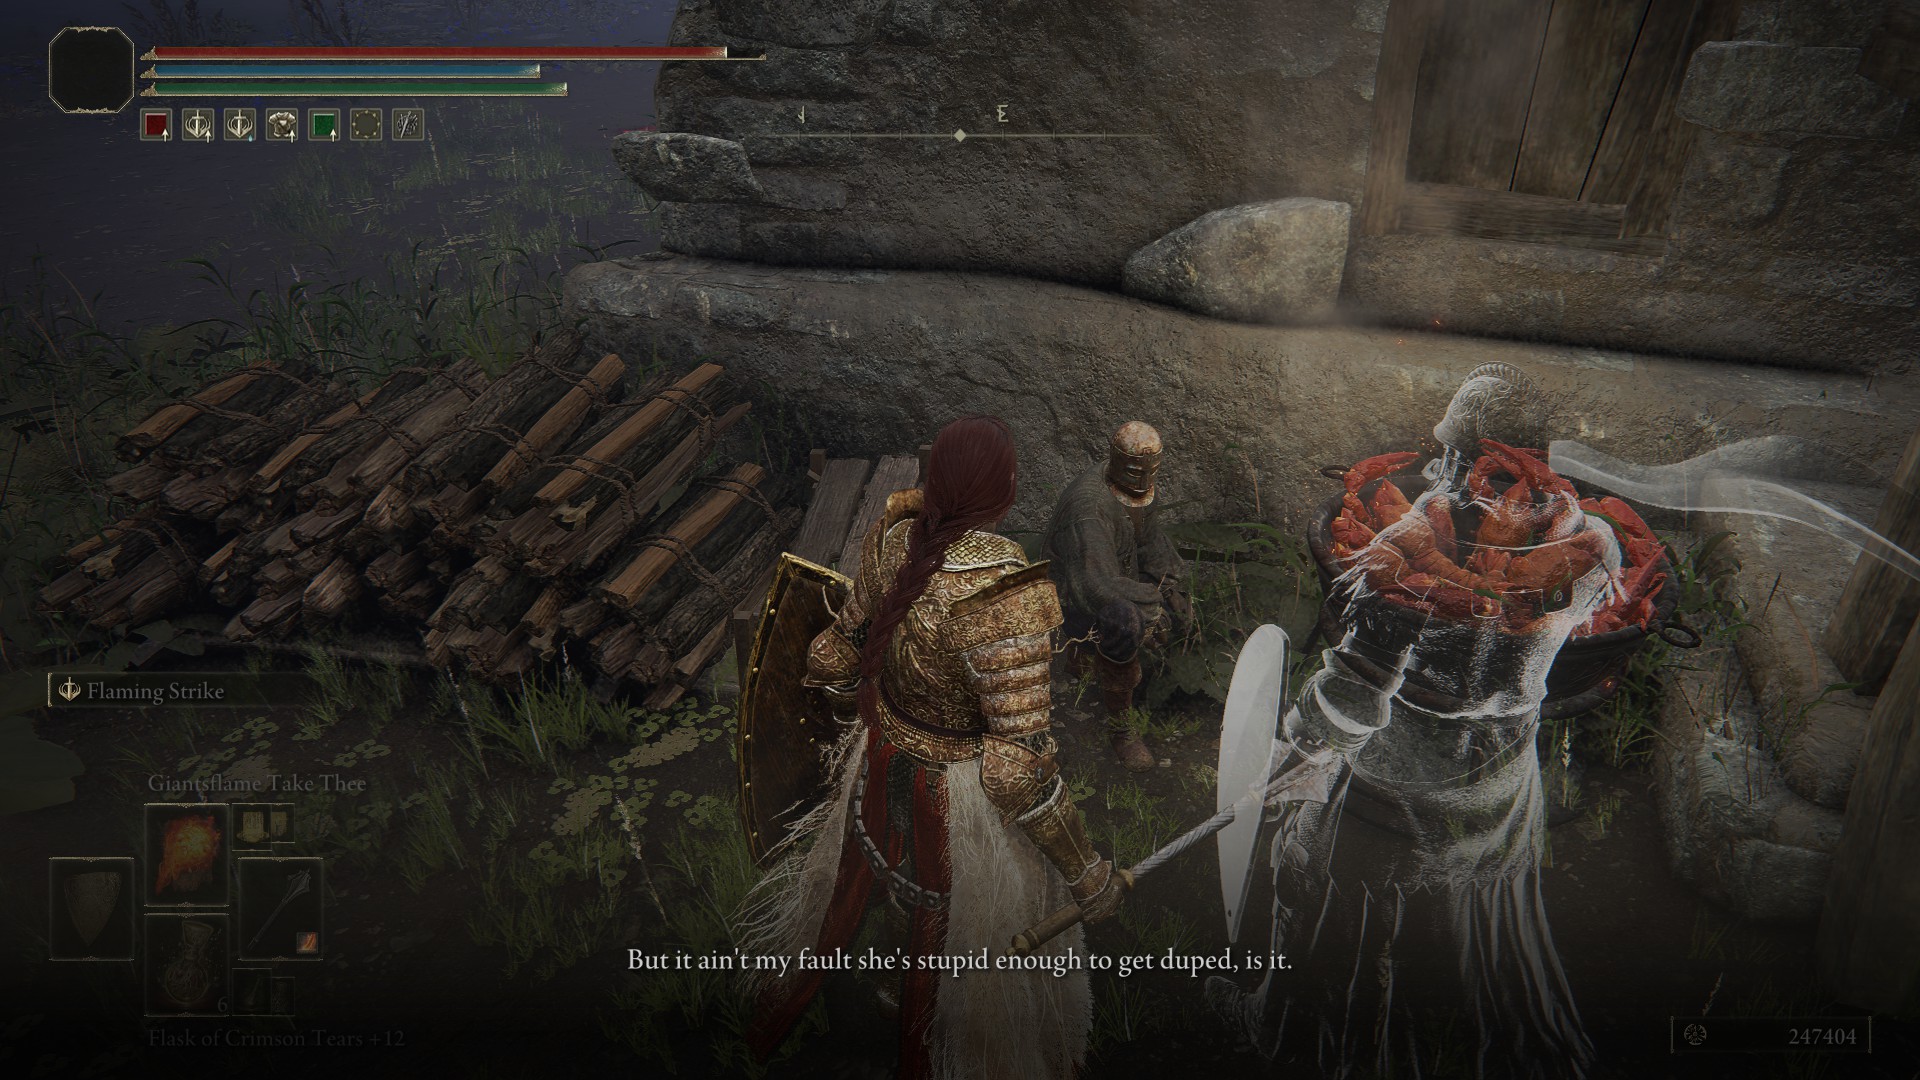 E
Flaming Strike
Giantsflame Take Thee
6
Flask of Crimson Tears +12
But it ain't my fault she's stupid enough to get duped, is it.
247404